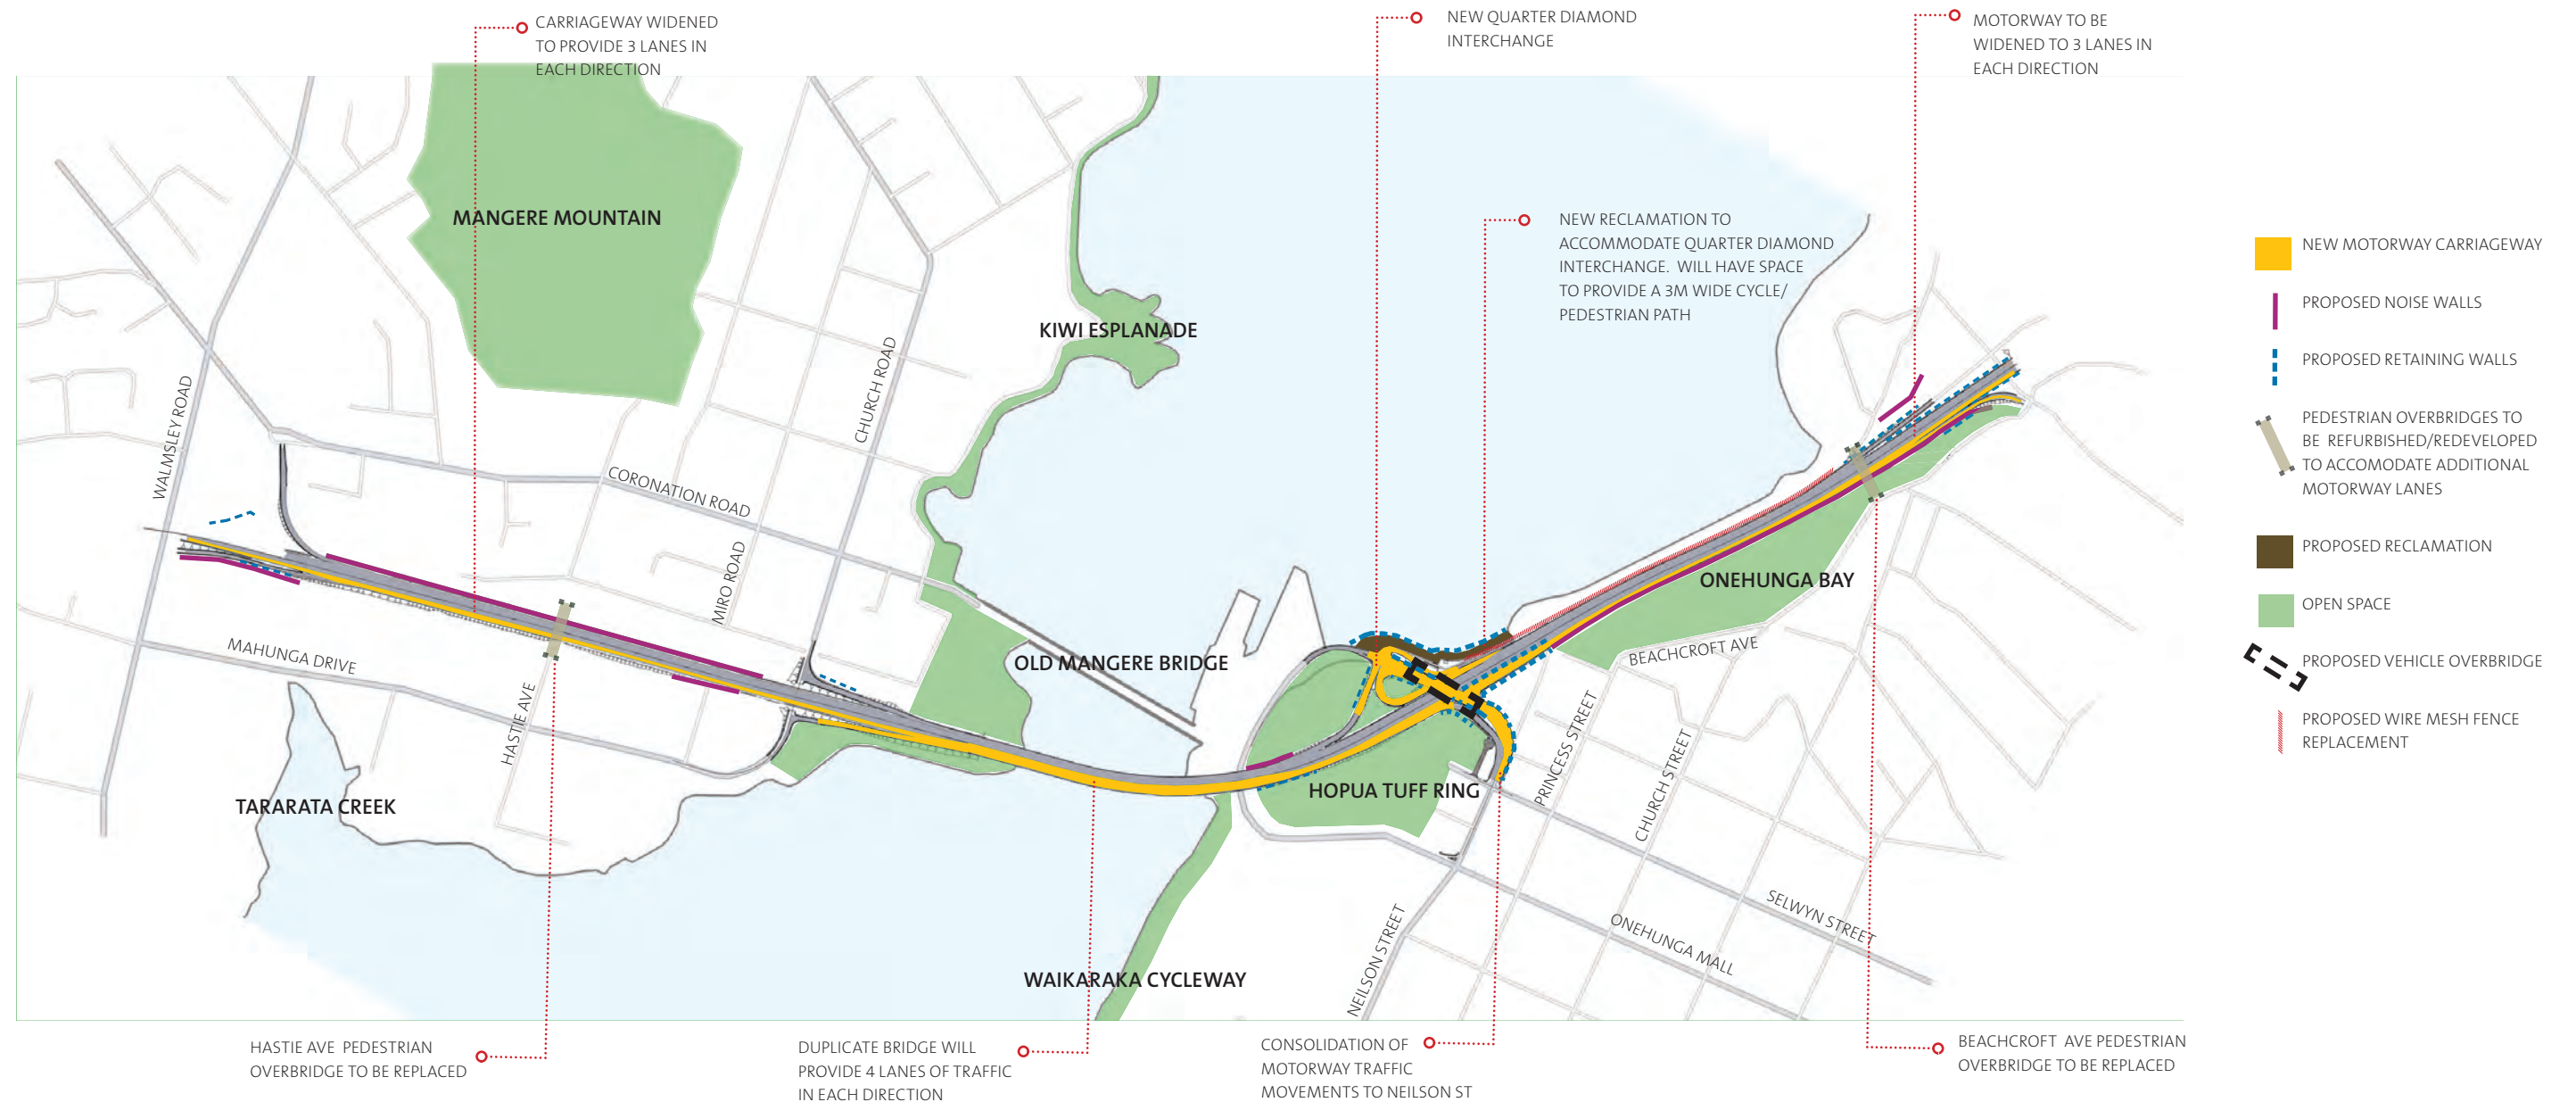 CARRIAGEWAY WIDENED
TO PROVIDE 3 LANES IN
EACH DIRECTION
NEW QUARTER DIAMOND
INTERCHANGE
MOTORWAY TO BE
WIDENED TO 3 LANES IN
EACH DIRECTION
MANGERE MOUNTAIN
NEW RECLAMATION TO
ACCOMMODATE QUARTER DIAMOND
INTERCHANGE. WILL HAVE SPACE
TO PROVIDE A 3M WIDE CYCLE/
PEDESTRIAN PATH
KIWI ESPLANADE
WALMSLEY ROAD
CHURCH ROAD
CORONATION ROAD
MIRO ROAD
MAHUNGA DRIVE
HASTIE AVE
OLD MANGERE BRIDGE
ONEHUNGA BAY
BEACHCROFT AVE
TARARATA CREEK
HOPUA TUFF RING
PRINCESS STREET
CHURCH STREET
SELWYN STREET
ONEHUNGA MALL
NEILSON STREET
WAIKARAKA CYCLEWAY
HASTIE AVE PEDESTRIAN
OVERBRIDGE TO BE REPLACED
DUPLICATE BRIDGE WILL
PROVIDE 4 LANES OF TRAFFIC
IN EACH DIRECTION
CONSOLIDATION OF
MOTORWAY TRAFFIC
MOVEMENTS TO NEILSON ST
BEACHCROFT AVE PEDESTRIAN
OVERBRIDGE TO BE REPLACED
NEW MOTORWAY CARRIAGEWAY
PROPOSED NOISE WALLS
PROPOSED RETAINING WALLS
PEDESTRIAN OVERBRIDGES TO
BE REFURBISHED/REDEVELOPED
TO ACCOMODATE ADDITIONAL
MOTORWAY LANES
PROPOSED RECLAMATION
OPEN SPACE
PROPOSED VEHICLE OVERBRIDGE
PROPOSED WIRE MESH FENCE
REPLACEMENT